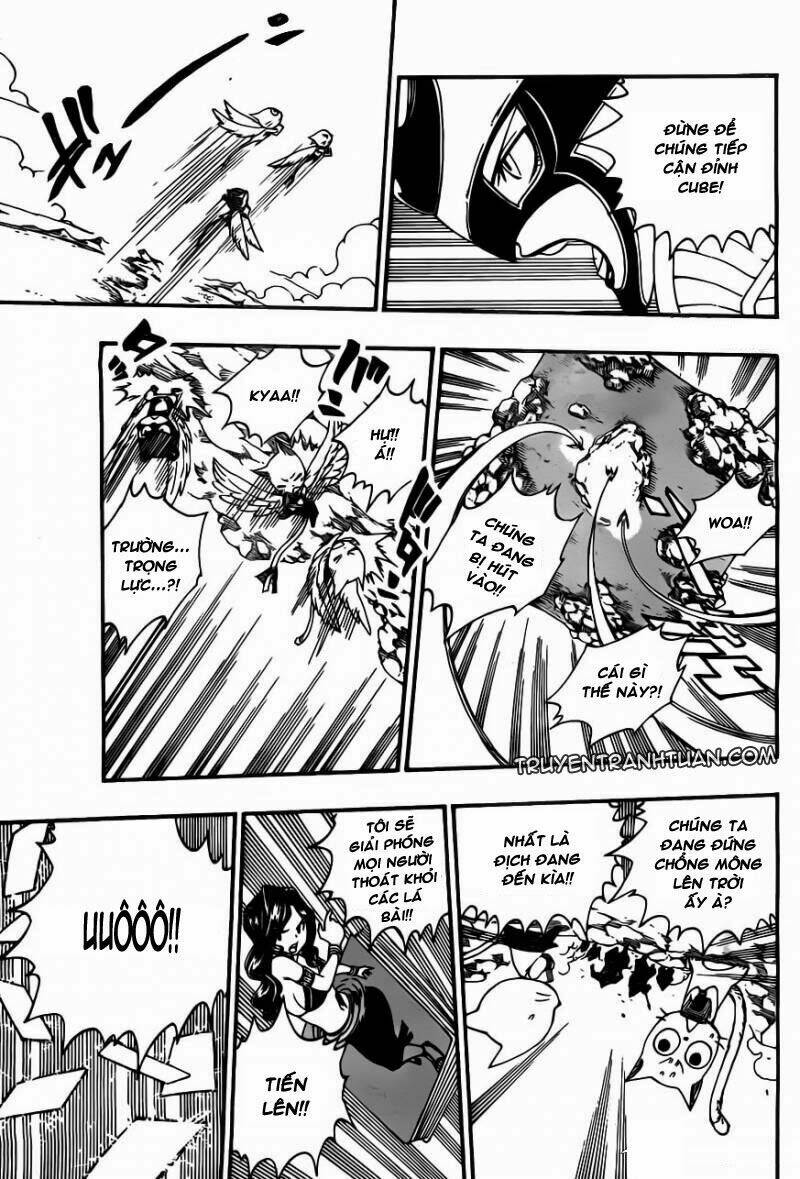 ĐỪNG ĐỂ
CHÚNG TIẾP
CẬN ĐỈNH
CUBE!
WOA!!
CHÚNG
TA ĐANG
BỊ HÚT
VÀO!!
CÁI GÌ
THẾ NÀY?!
KYAA!!
HỰ!!
Á!!
TRƯỜNG...
TRỌNG
LỰC...?!
TRUYENTRANHTUAN.COM
CHÚNG TA
ĐANG ĐỨNG
CHỔNG MÔNG
LÊN TRỜI
ẤY À?
NHẤT LÀ
ĐỊCH ĐANG
ĐẾN KÌA!!
TÔI SẼ
GIẢI PHÓNG
MỌI NGƯỜI
THOÁT KHỎI
CÁC LÁ
BÀI!!
TIẾN
LÊN!!
UUÔÔÔ!!